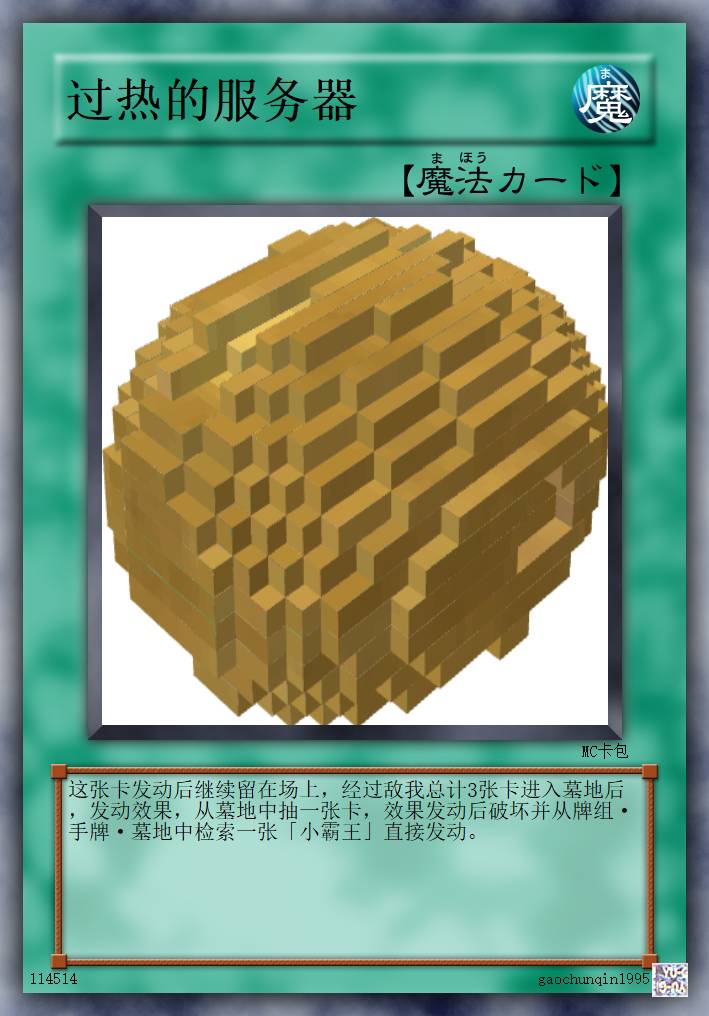 过热的服务器
ま
魔
ま ほう
【魔法カード】
MC卡包
这张卡发动后继续留在场上，经过敌我总计3张卡进入墓地后
，发动效果，从墓地中抽一张卡，效果发动后破坏并从牌组·
手牌·墓地中检索一张「小霸王」直接发动。
114514
gaochunqin1995